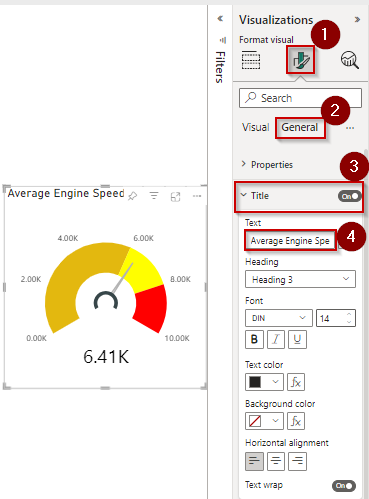 Visualizations
Format visual
1
Filters
Search
2
Visual
General
3
Properties
Title
On
Text
Average Engine Spe
4
Heading
Heading 3
Font
DIN
14
B
I
U
Text color
fx
Background color
fx
Horizontal alignment
Text wrap
On
Average Engine Speed
4.00K
6.00K
2.00K
8.00K
0.00K
10.00K
6.41K